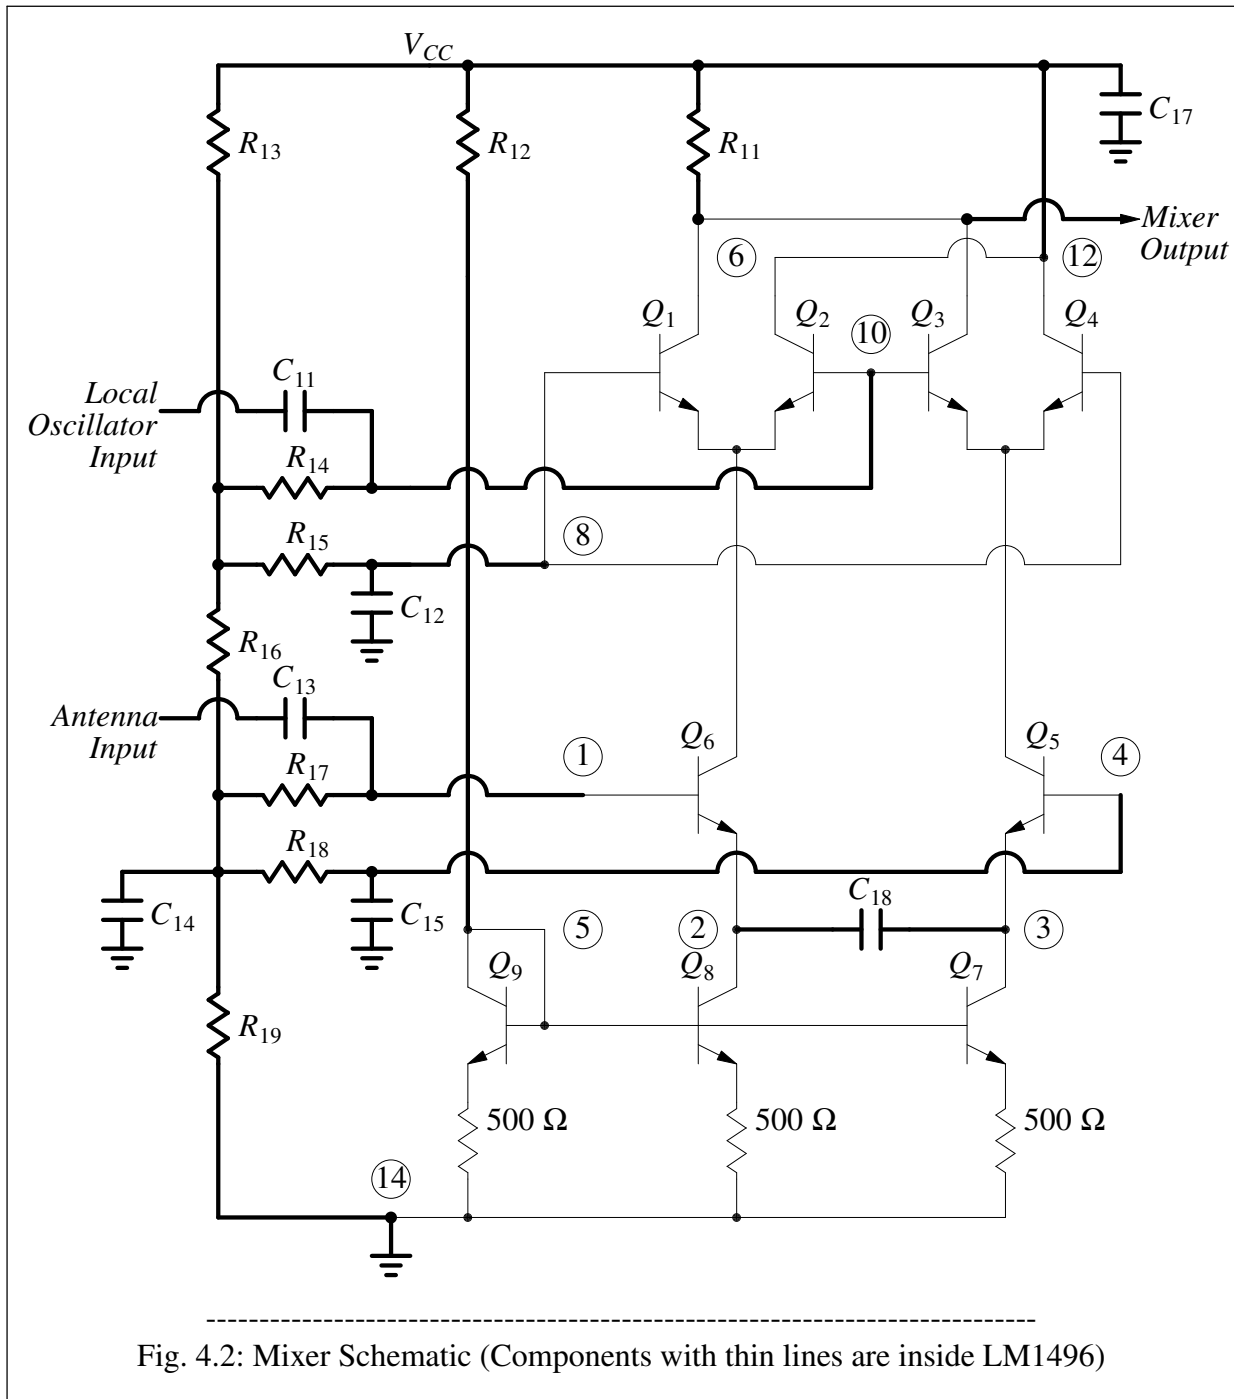 V_CC
R_13
R_12
R_11
C_17
Mixer
Output
6
12
Q_1
Q_2
10
Q_3
Q_4
Local
Oscillator
Input
C_11
R_14
R_15
8
C_12
R_16
Antenna
Input
C_13
R_17
1
Q_6
Q_5
4
R_18
C_14
C_15
5
2
C_18
3
Q_9
Q_8
Q_7
R_19
500 Ω
500 Ω
500 Ω
14
Fig. 4.2: Mixer Schematic (Components with thin lines are inside LM1496)